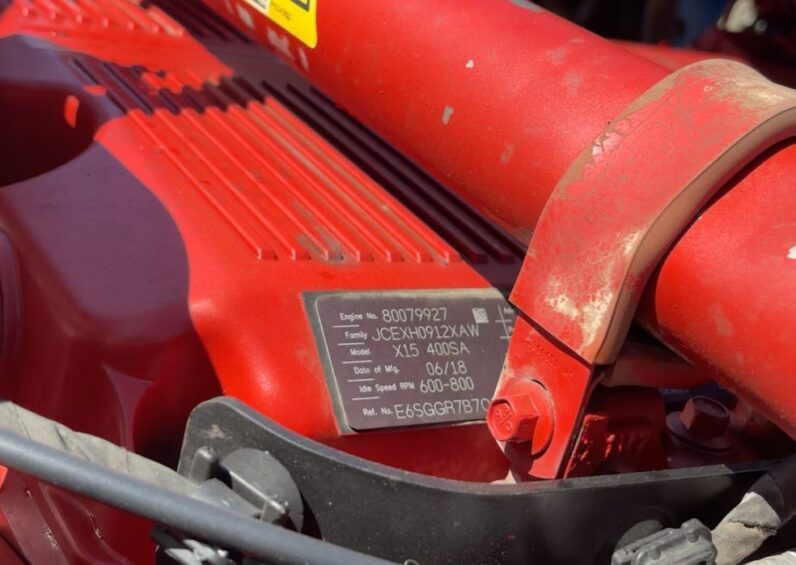 Engine No. 80079927
Family JCEXH0912XAW
Model X15 400SA
Date of Mfg. 06/18
Idle Speed RPM 600-800
Ref. No.